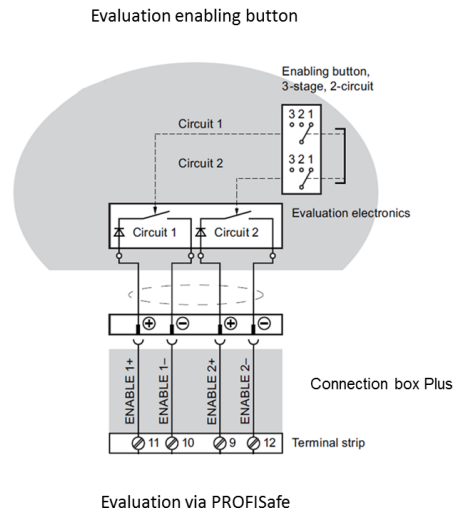 Evaluation enabling button
Enabling button,
3-stage, 2-circuit
3 2 1
Circuit 1
Circuit 2
3 2 1
Evaluation electronics
Circuit 1
Circuit 2
+ − + −
ENABLE 1+
ENABLE 1−
ENABLE 2+
ENABLE 2−
Connection box Plus
11 10 9 12
Terminal strip
Evaluation via PROFISafe